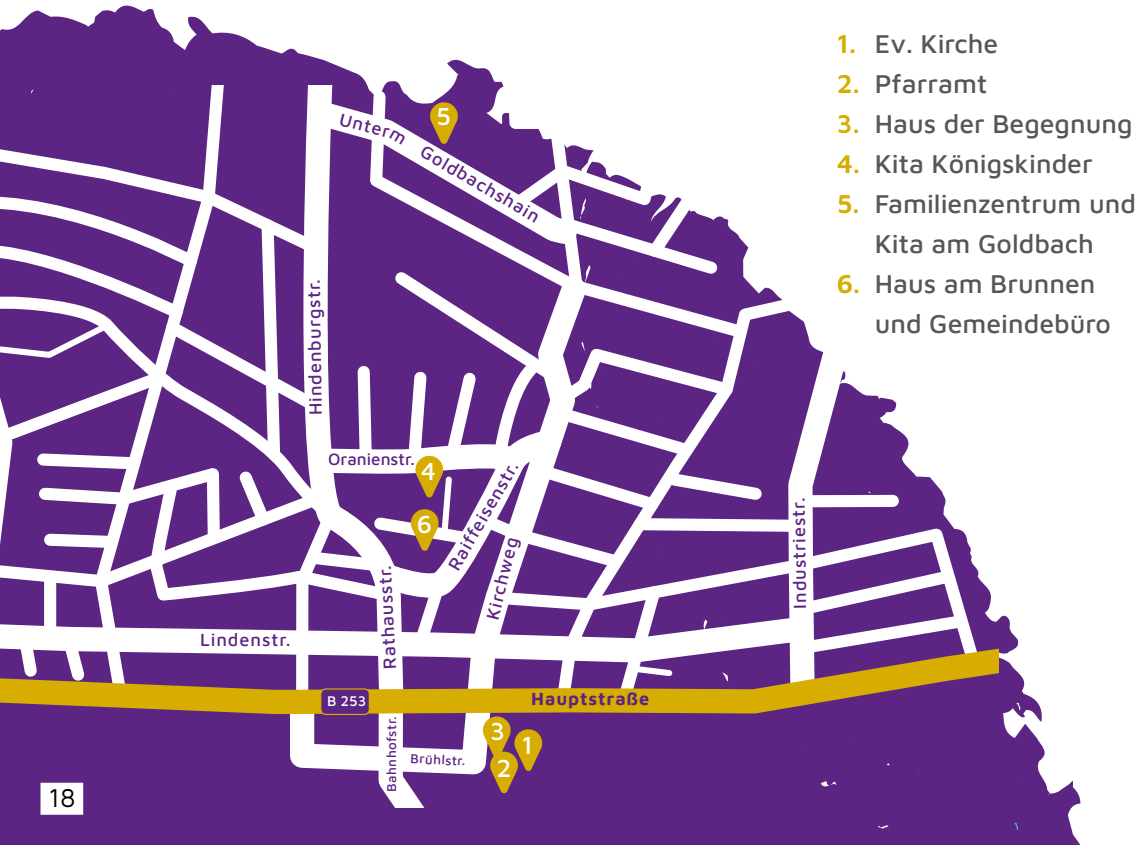 1. Ev. Kirche
2. Pfarramt
3. Haus der Begegnung
4. Kita Königskinder
5. Familienzentrum und
Kita am Goldbach
6. Haus am Brunnen
und Gemeindebüro
5
Unterm Goldbachshain
Hindenburgstr.
Oranienstr.
4
6
Raiffeisenstr.
Kirchweg
Industriestr.
Rathausstr.
Lindenstr.
B 253
Hauptstraße
Bahnhofstr.
Brühlstr.
3
1
2
18